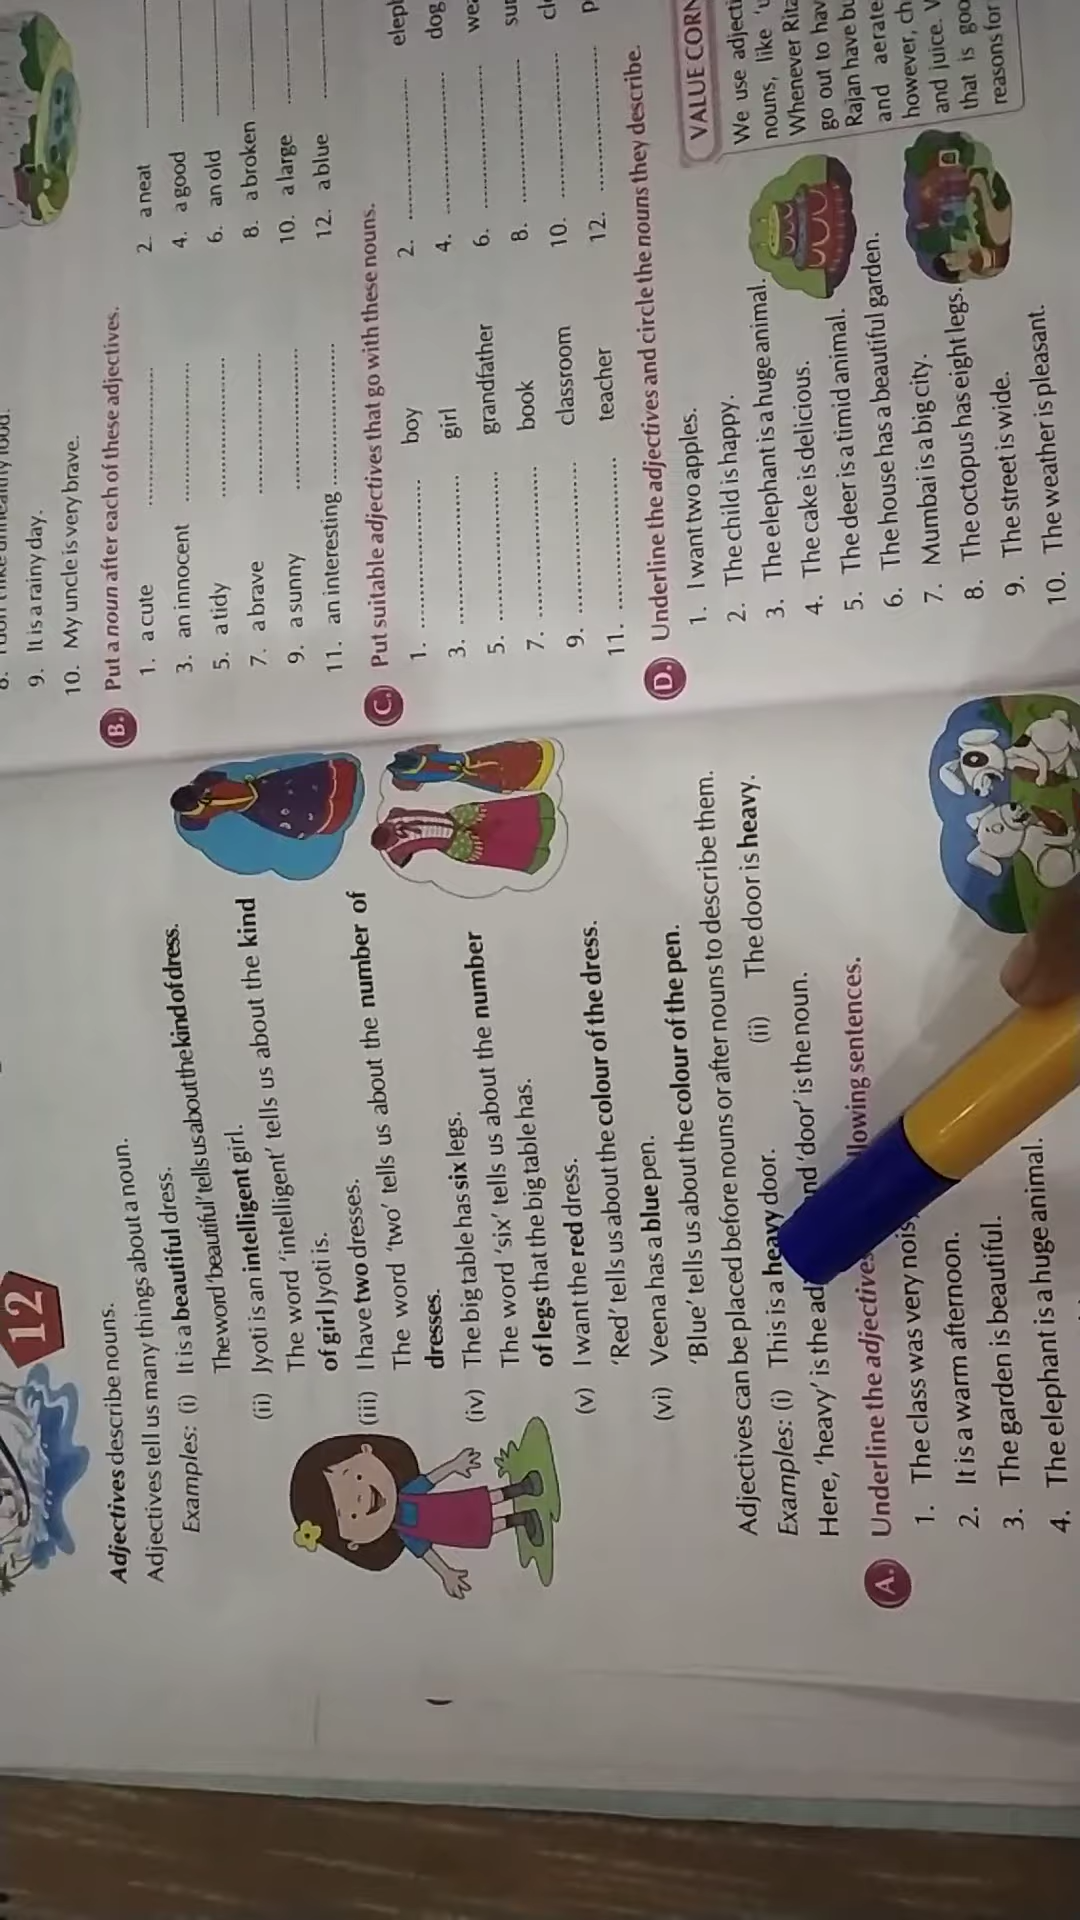 12
Adjectives describe nouns.
Adjectives tell us many things about a noun.
Examples: (i) It is a beautiful dress.
The word 'beautiful' tells us about the kind of dress.
(ii) Jyoti is an intelligent girl.
The word 'intelligent' tells us about the kind
of girl Jyoti is.
(iii) I have two dresses.
The word 'two' tells us about the number of
dresses.
(iv) The big table has six legs.
The word 'six' tells us about the number
of legs that the big table has.
(v) I want the red dress.
'Red' tells us about the colour of the dress.
(vi) Veena has a blue pen.
'Blue' tells us about the colour of the pen.
Adjectives can be placed before nouns or after nouns to describe them.
Examples: (i) This is a heavy door. (ii) The door is heavy.
Here, 'heavy' is the 'door' is the noun.
A. Underline the adjectives sentences.
1. The class was very
2. It is a warm afternoon.
3. The garden is beautiful.
4. The elephant is a huge animal.
9. It is a rainy day.
10. My uncle is very brave.
B. Put a noun after each of these adjectives.
1. a cute 2. a neat
3. an innocent 4. a good
5. a tidy 6. an old
7. a brave 8. a broken
9. a sunny 10. a large
11. an interesting 12. a blue
C. Put suitable adjectives that go with these nouns.
1. boy 2.
3. girl 4. dog
5. grandfather 6.
7. book 8.
9. classroom 10.
11. teacher 12.
D. Underline the adjectives and circle the nouns they describe.
1. I want two apples.
2. The child is happy.
3. The elephant is a huge animal.
4. The cake is delicious.
5. The deer is a timid animal.
6. The house has a beautiful garden.
7. Mumbai is a big city.
8. The octopus has eight legs.
9. The street is wide.
10. The weather is pleasant.
VALUE
We use
nouns, like
Whenever Rita
go out to
Rajan have
and
however,
and juice.
that is
reasons for